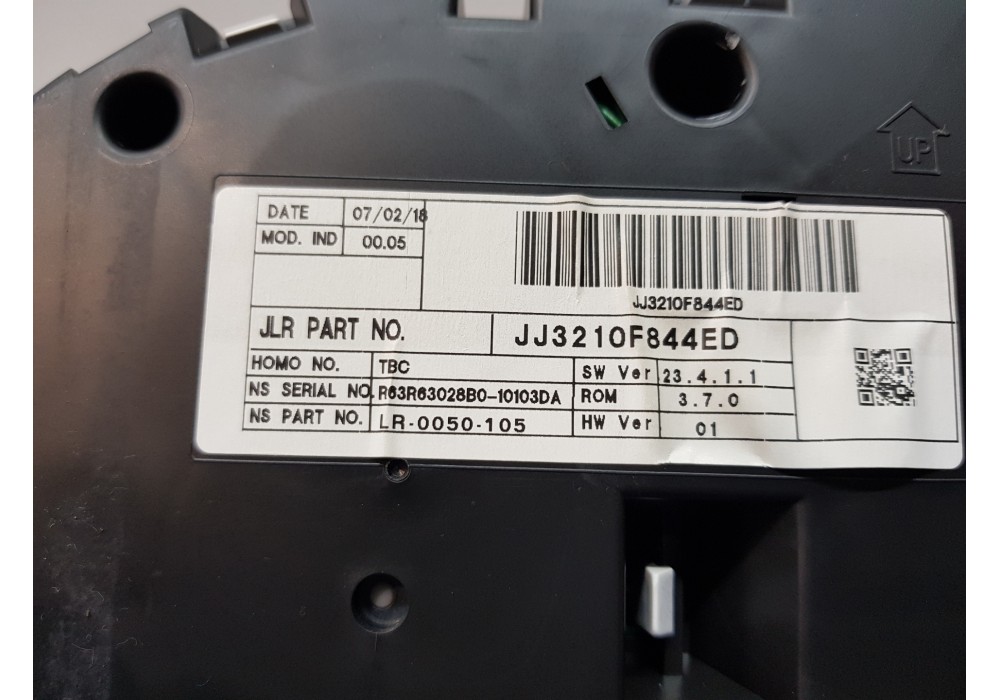 UP
DATE 07/02/18
MOD. IND 00.05
JJ3210F844ED
JLR PART NO. JJ3210F844ED
HOMO NO. TBC SW Ver 23.4.1.1
NS SERIAL NO. R63R63028B0-10103DA ROM 3.7.0
NS PART NO. LR-0050-105 HW Ver 01